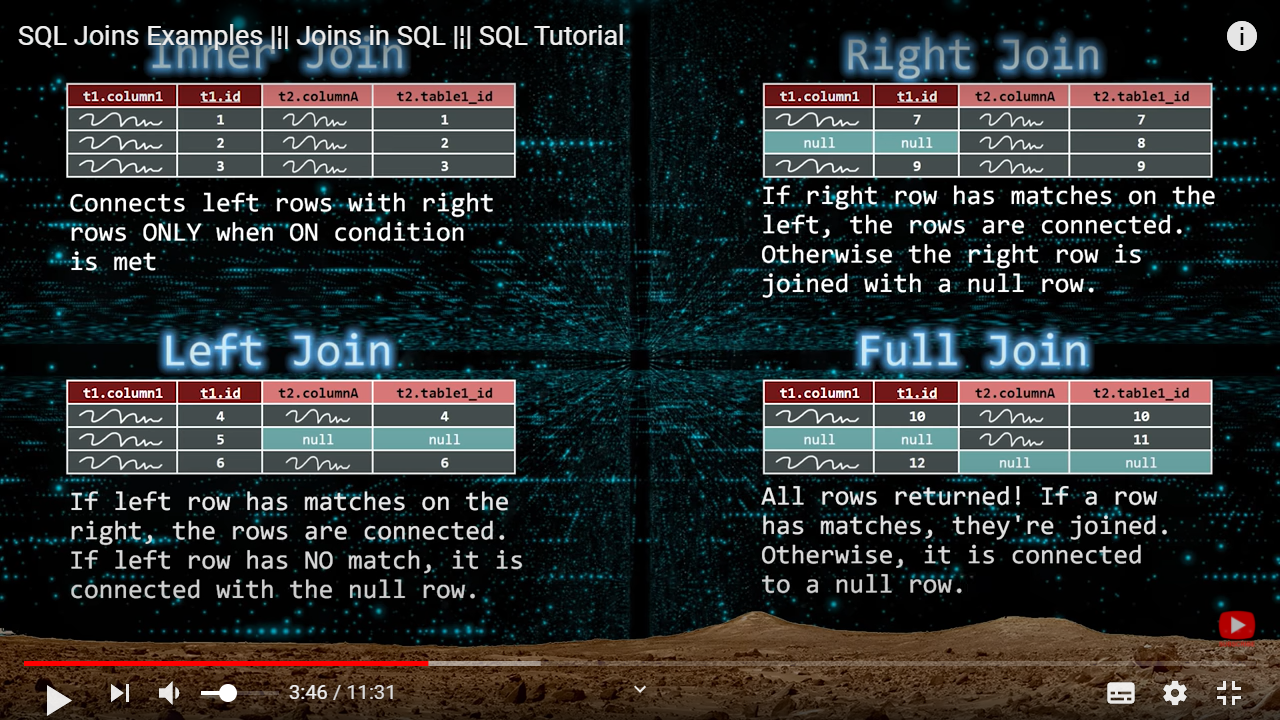 SQL Joins Examples ||¦| Joins in SQL ||¦| SQL Tutorial
Inner Join
t1.column1 t1.id t2.columnA t2.table1_id
1 1
2 2
3 3
Connects left rows with right
rows ONLY when ON condition
is met
Right Join
t1.column1 t1.id t2.columnA t2.table1_id
7 7
null null 8
9 9
If right row has matches on the
left, the rows are connected.
Otherwise the right row is
joined with a null row.
Left Join
t1.column1 t1.id t2.columnA t2.table1_id
4 4
5 null null
6 6
If left row has matches on the
right, the rows are connected.
If left row has NO match, it is
connected with the null row.
Full Join
t1.column1 t1.id t2.columnA t2.table1_id
10 10
null null 11
12 null null
All rows returned! If a row
has matches, they're joined.
Otherwise, it is connected
to a null row.
3:46 / 11:31